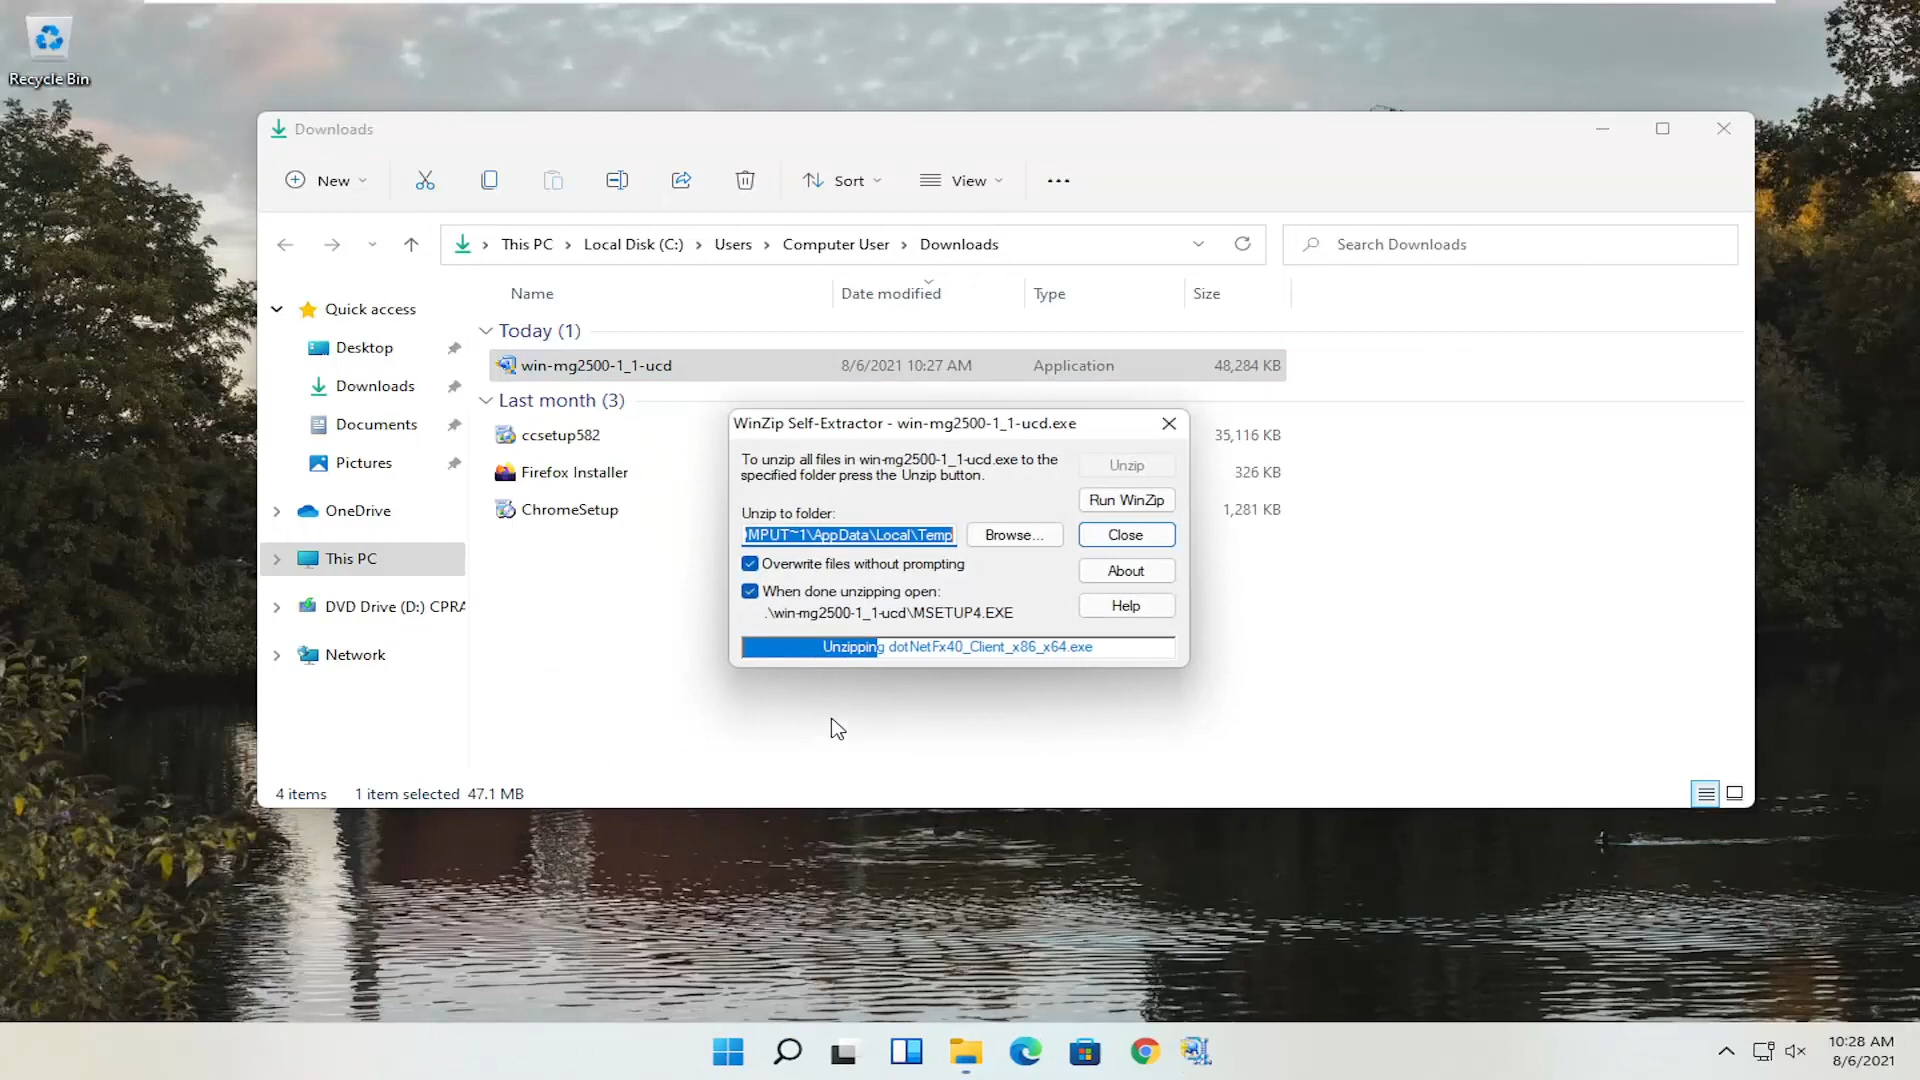 Recycle Bin
Downloads
New
Sort
View
This PC
Local Disk (C:)
Users
Computer User
Downloads
Search Downloads
Name
Date modified
Type
Size
Quick access
Desktop
Downloads
Documents
Pictures
OneDrive
This PC
DVD Drive (D:) CPRA
Network
Today (1)
win-mg2500-1_1-ucd 8/6/2021 10:27 AM Application 48,284 KB
Last month (3)
ccsetup582 35,116 KB
Firefox Installer 326 KB
ChromeSetup 1,281 KB
WinZip Self-Extractor - win-mg2500-1_1-ucd.exe
To unzip all files in win-mg2500-1_1-ucd.exe to the
specified folder press the Unzip button.
Unzip to folder:
MPUT~1\AppData\Local\Temp
Browse...
Overwrite files without prompting
When done unzipping open:
.\win-mg2500-1_1-ucd\MSETUP4.EXE
Unzip
Run WinZip
Close
About
Help
Unzipping dotNetFx40_Client_x86_x64.exe
4 items 1 item selected 47.1 MB
10:28 AM
8/6/2021